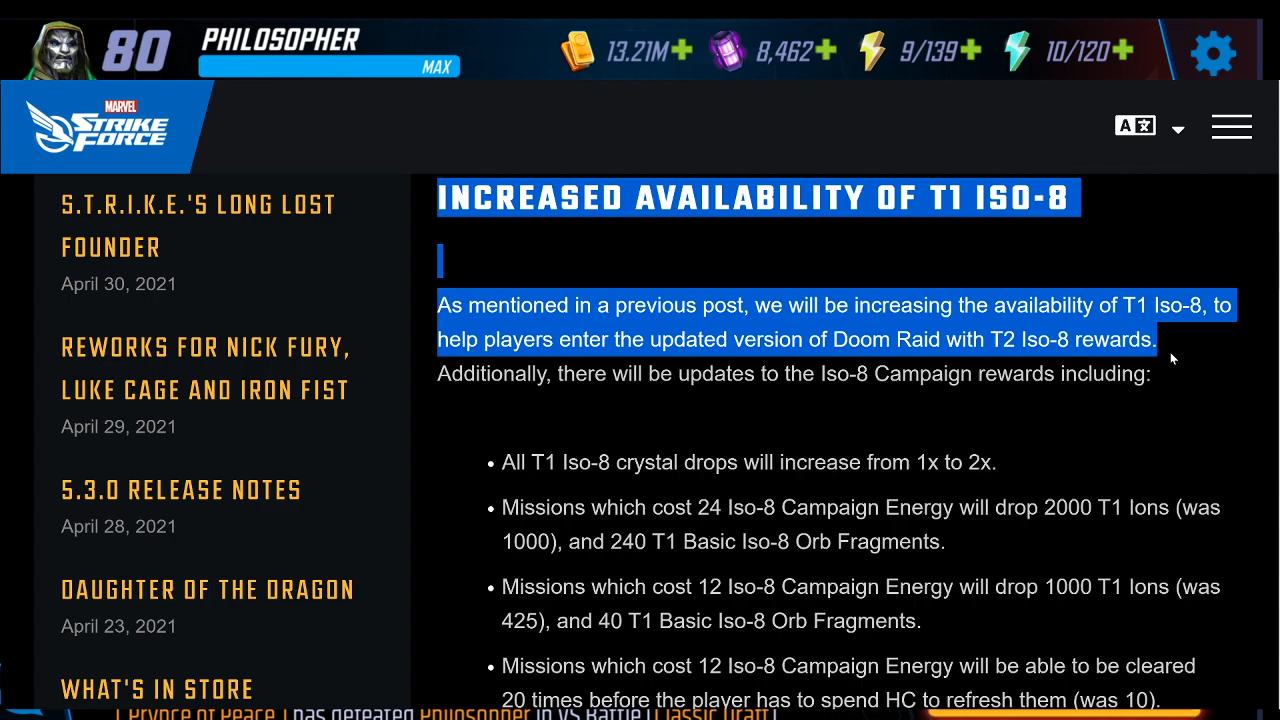 80
PHILOSOPHER
MAX
13.21M
8,462
9/139
10/120
MARVEL
STRIKE
FORCE
A文
S.T.R.I.K.E.'S LONG LOST
FOUNDER
April 30, 2021
REWORKS FOR NICK FURY,
LUKE CAGE AND IRON FIST
April 29, 2021
5.3.0 RELEASE NOTES
April 28, 2021
DAUGHTER OF THE DRAGON
April 23, 2021
WHAT'S IN STORE
INCREASED AVAILABILITY OF T1 ISO-8
As mentioned in a previous post, we will be increasing the availability of T1 Iso-8, to
help players enter the updated version of Doom Raid with T2 Iso-8 rewards.
Additionally, there will be updates to the Iso-8 Campaign rewards including:
• All T1 Iso-8 crystal drops will increase from 1x to 2x.
• Missions which cost 24 Iso-8 Campaign Energy will drop 2000 T1 Ions (was
1000), and 240 T1 Basic Iso-8 Orb Fragments.
• Missions which cost 12 Iso-8 Campaign Energy will drop 1000 T1 Ions (was
425), and 40 T1 Basic Iso-8 Orb Fragments.
• Missions which cost 12 Iso-8 Campaign Energy will be able to be cleared
20 times before the player has to spend HC to refresh them (was 10).
[Prvnce of Peace] has defeated Philosopher in VS Battle [Classic Draft]